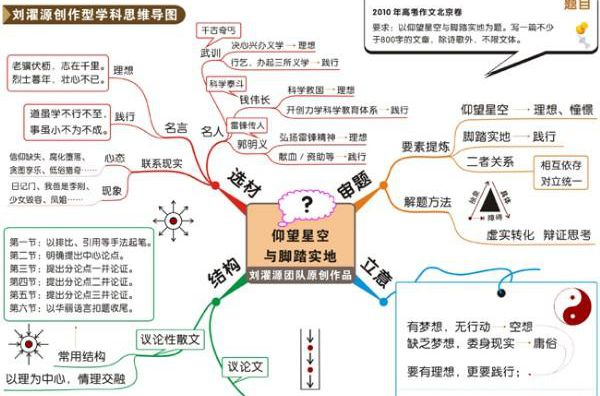 刘濯源创作型学科思维导图
题目
2010 年高考作文北京卷
要求：以仰望星空与脚踏实地为题。写一篇不少
于800字的文章，除诗歌外、不限文体。
千古奇丐
武训
决心兴办义学 → 理想
行艺、办起三所义学 → 践行
科学泰斗
钱伟长
科学救国 → 理想
开创力学科学教育体系 → 践行
雷锋传人
郭明义
弘扬雷锋精神 → 理想
献血 / 资助等 → 践行
名人
老骥伏枥，志在千里。
烈士暮年，壮心不已。
理想
道虽学不行不至，
事虽小不为不成。
践行
名言
信仰缺失、腐化堕落、
贪图享乐、低俗猎奇……
心态
日记门、我爸是李刚、
少女毁容、凤姐……
现象
联系现实
选材
审题
要素提炼
仰望星空 → 理想、憧憬
脚踏实地 → 践行
二者关系
相互依存
对立统一
解题方法
抽象
具体
障碍
虚实转化 辩证思考
?
仰望星空
与脚踏实地
刘濯源团队原创作品
结构
立意
第一节：以排比、引用等手法起笔。
第二节：明确提出中心论点。
第三节：提出分论点一并论证。
第四节：提出分论点二并论证。
第五节：提出分论点三并论证。
第六节：以华丽语言扣题收尾。
常用结构
以理为中心，情理交融
议论性散文
议论文
有梦想，无行动 → 空想
缺乏梦想，委身现实 → 庸俗
要有理想，更要践行；